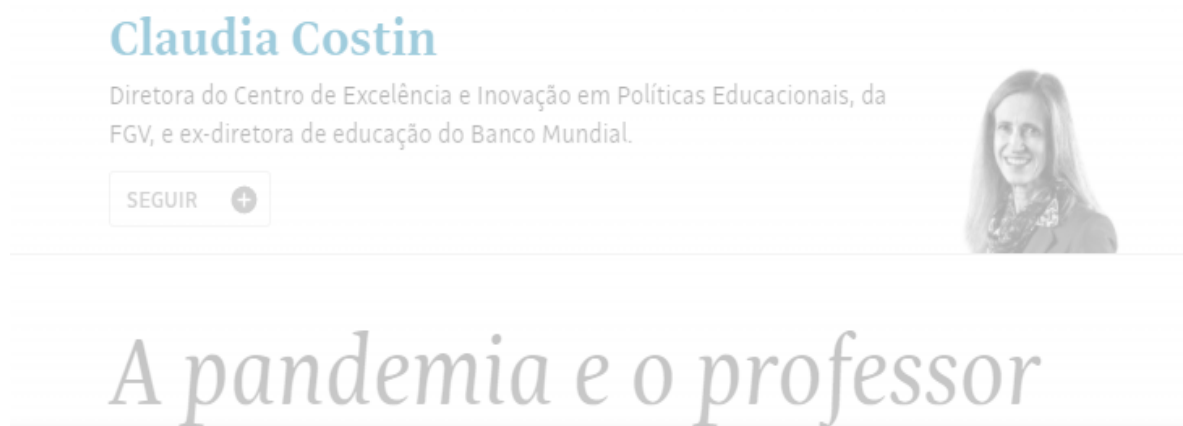 Claudia Costin
Diretora do Centro de Excelência e Inovação em Políticas Educacionais, da
FGV, e ex-diretora de educação do Banco Mundial.
SEGUIR
A pandemia e o professor